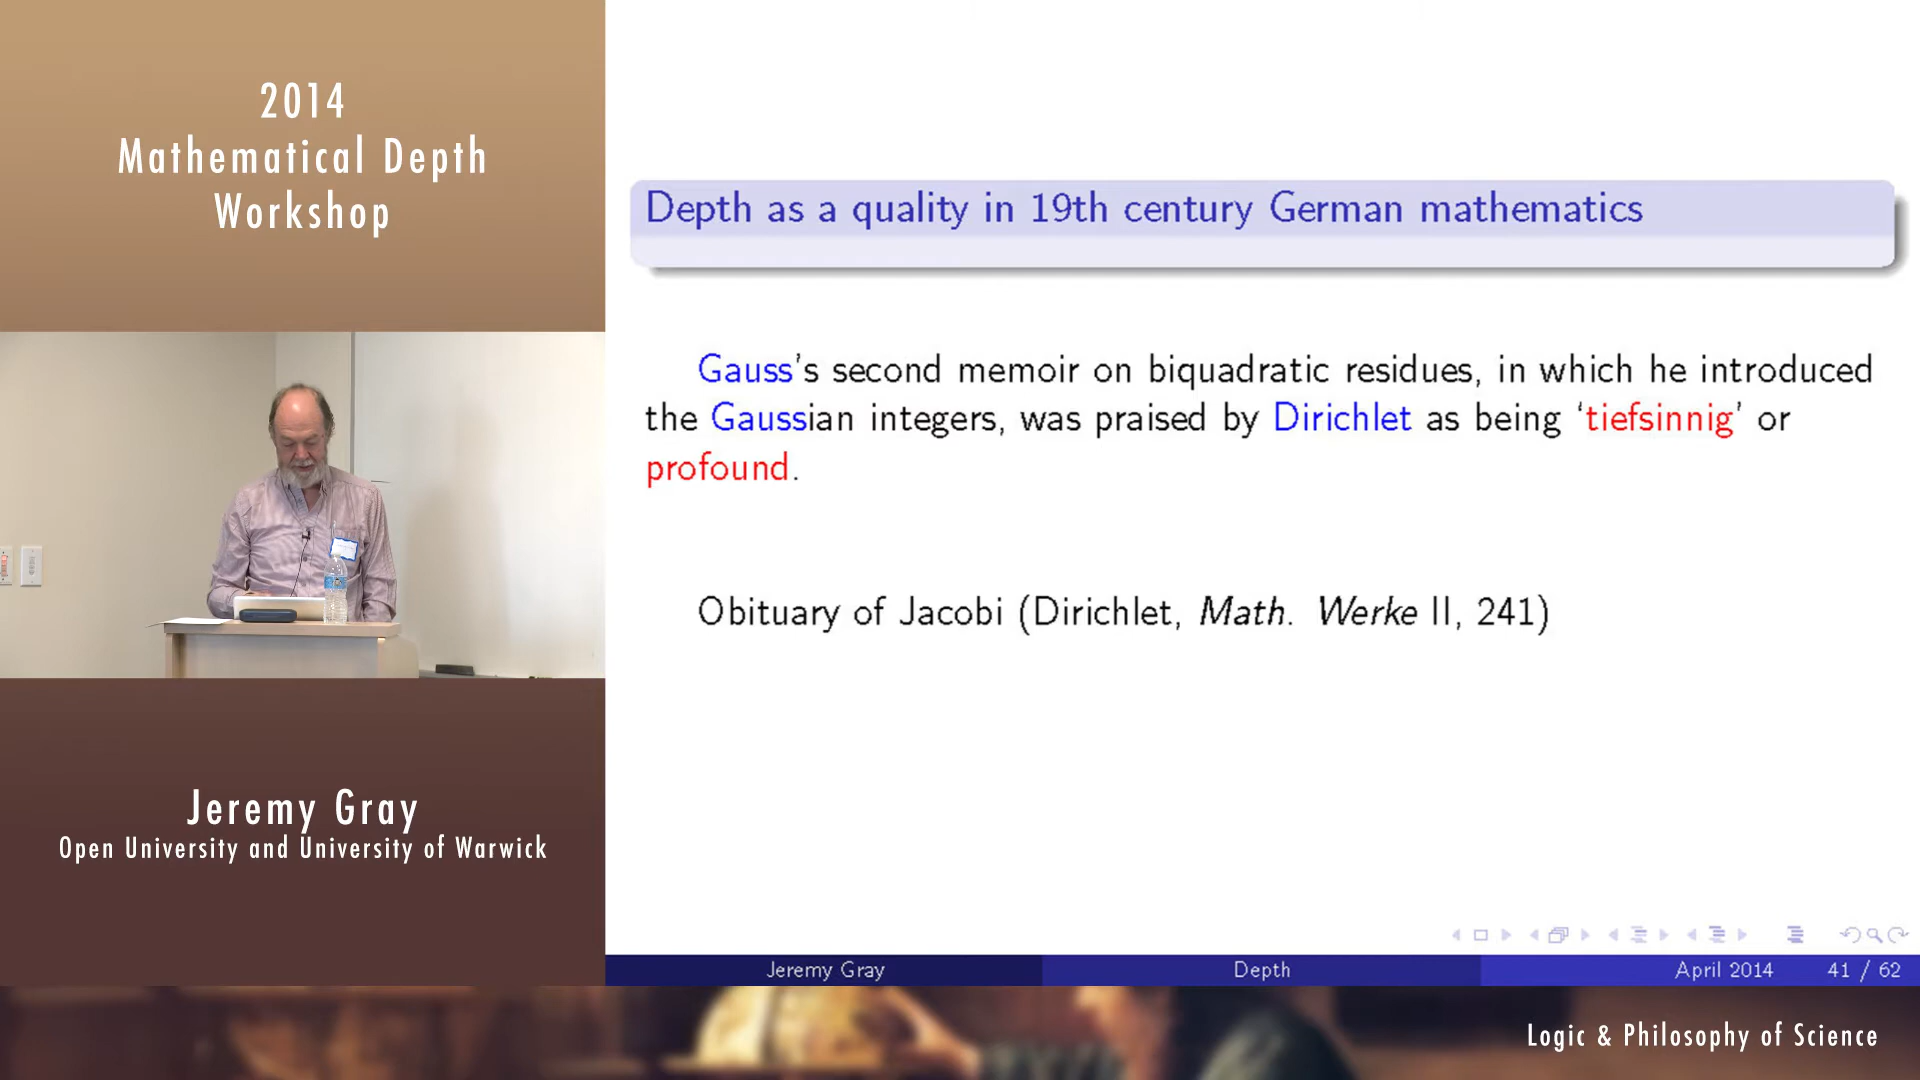 2014
Mathematical Depth
Workshop
Jeremy Gray
Open University and University of Warwick
Depth as a quality in 19th century German mathematics
Gauss's second memoir on biquadratic residues, in which he introduced
the Gaussian integers, was praised by Dirichlet as being ‘tiefsinnig’ or
profound.
Obituary of Jacobi (Dirichlet, Math. Werke II, 241)
Jeremy Gray Depth April 2014 41 / 62
Logic & Philosophy of Science